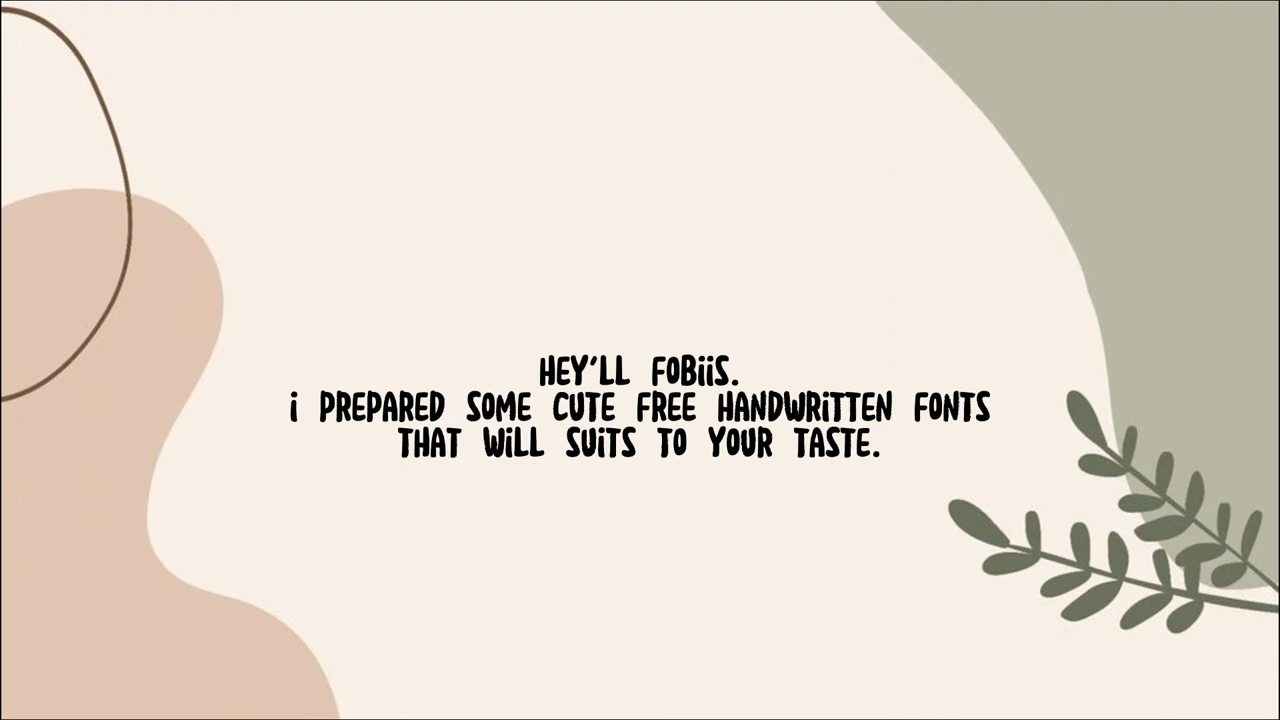 HEY'LL FOBiiS.
i PREPARED SOME CUTE FREE HANDWRiTTEN FONTS
THAT WiLL SUiTS TO YOUR TASTE.